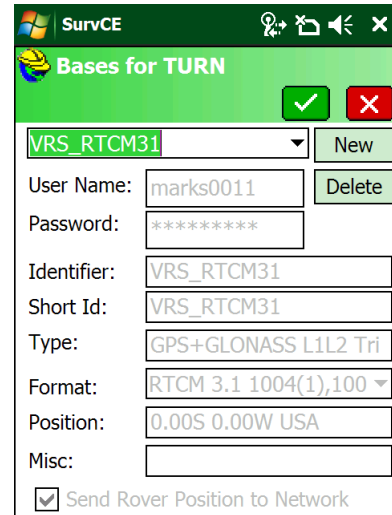 SurvCE
Bases for TURN
VRS_RTCM31
New
User Name: marks0011
Delete
Password: *********
Identifier: VRS_RTCM31
Short Id: VRS_RTCM31
Type: GPS+GLONASS L1L2 Tri
Format: RTCM 3.1 1004(1),100
Position: 0.00S 0.00W USA
Misc:
Send Rover Position to Network